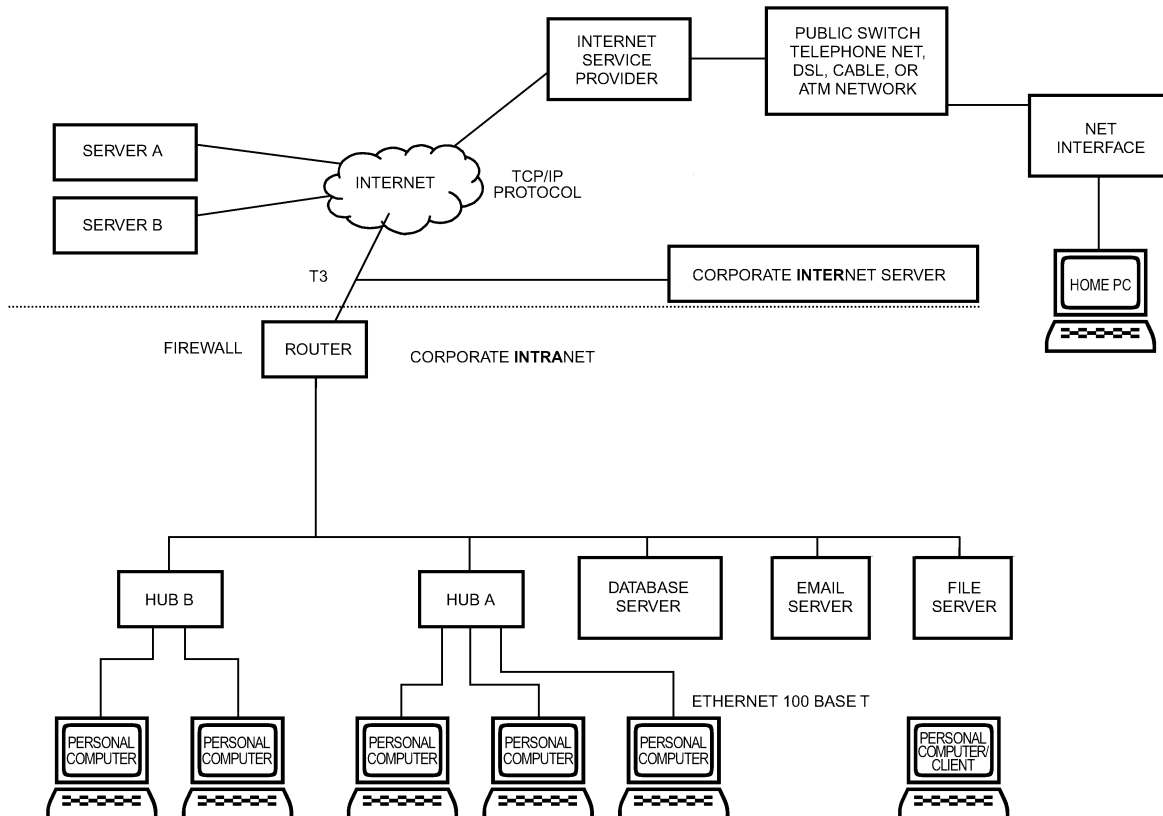 INTERNET
SERVICE
PROVIDER
PUBLIC SWITCH
TELEPHONE NET,
DSL, CABLE, OR
ATM NETWORK
NET
INTERFACE
SERVER A
INTERNET
TCP/IP
PROTOCOL
SERVER B
T3
CORPORATE INTERNET SERVER
HOME PC
FIREWALL
ROUTER
CORPORATE INTRANET
HUB B
HUB A
DATABASE
SERVER
EMAIL
SERVER
FILE
SERVER
ETHERNET 100 BASE T
PERSONAL
COMPUTER
PERSONAL
COMPUTER
PERSONAL
COMPUTER
PERSONAL
COMPUTER
PERSONAL
COMPUTER
PERSONAL
COMPUTER/
CLIENT